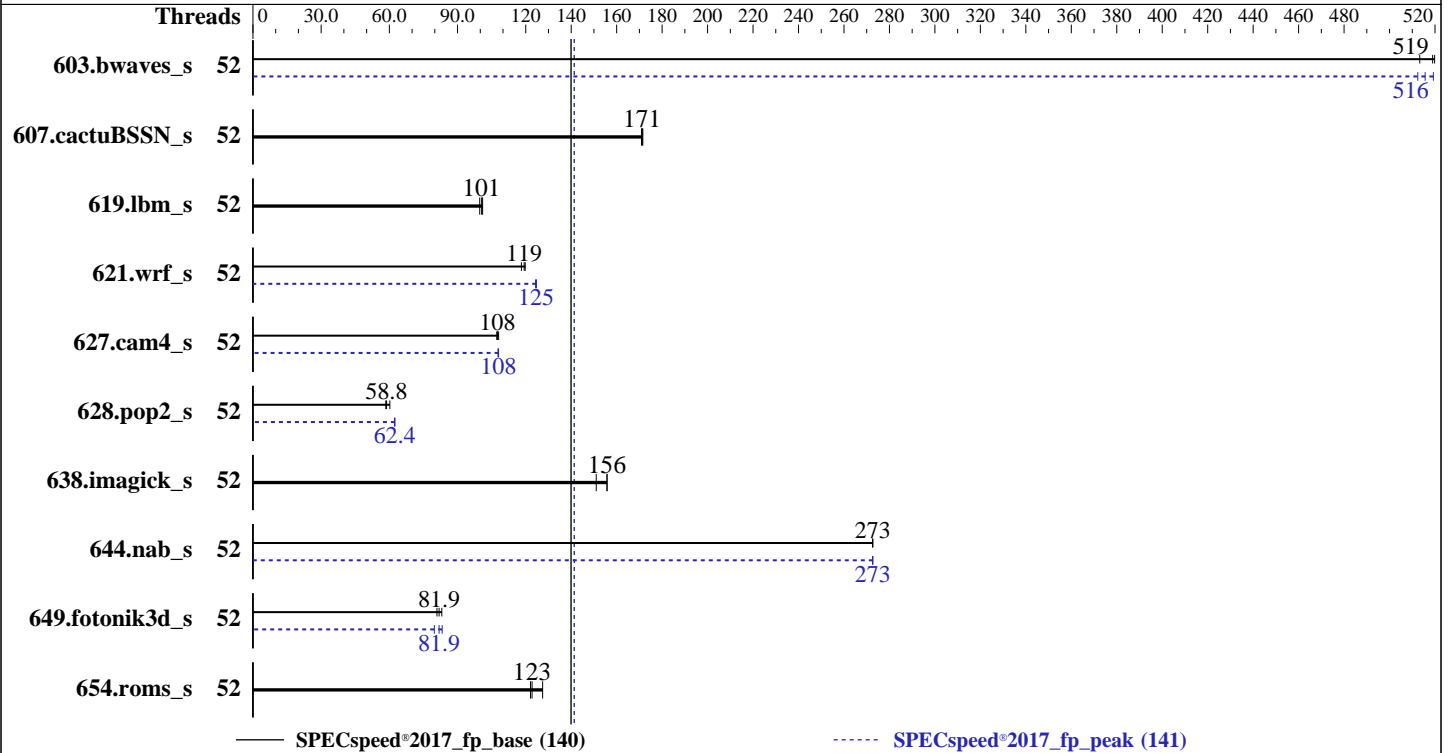 Threads 0 30.0 60.0 90.0 120 140 160 180 200 220 240 260 280 300 320 340 360 380 400 420 440 460 480 520
519
603.bwaves_s 52
516
171
607.cactuBSSN_s 52
101
619.lbm_s 52
119
621.wrf_s 52
125
108
627.cam4_s 52
108
58.8
628.pop2_s 52
62.4
156
638.imagick_s 52
273
644.nab_s 52
273
81.9
649.fotonik3d_s 52
81.9
123
654.roms_s 52
SPECspeed®2017_fp_base (140) SPECspeed®2017_fp_peak (141)